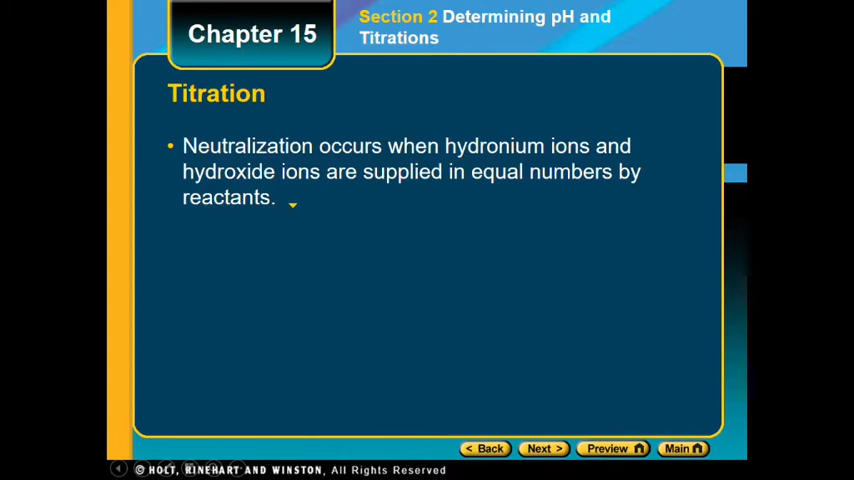 Chapter 15
Section 2 Determining pH and
Titrations
Titration
• Neutralization occurs when hydronium ions and
hydroxide ions are supplied in equal numbers by
reactants.
< Back
Next >
Preview
Main
© HOLT, RINEHART AND WINSTON, All Rights Reserved